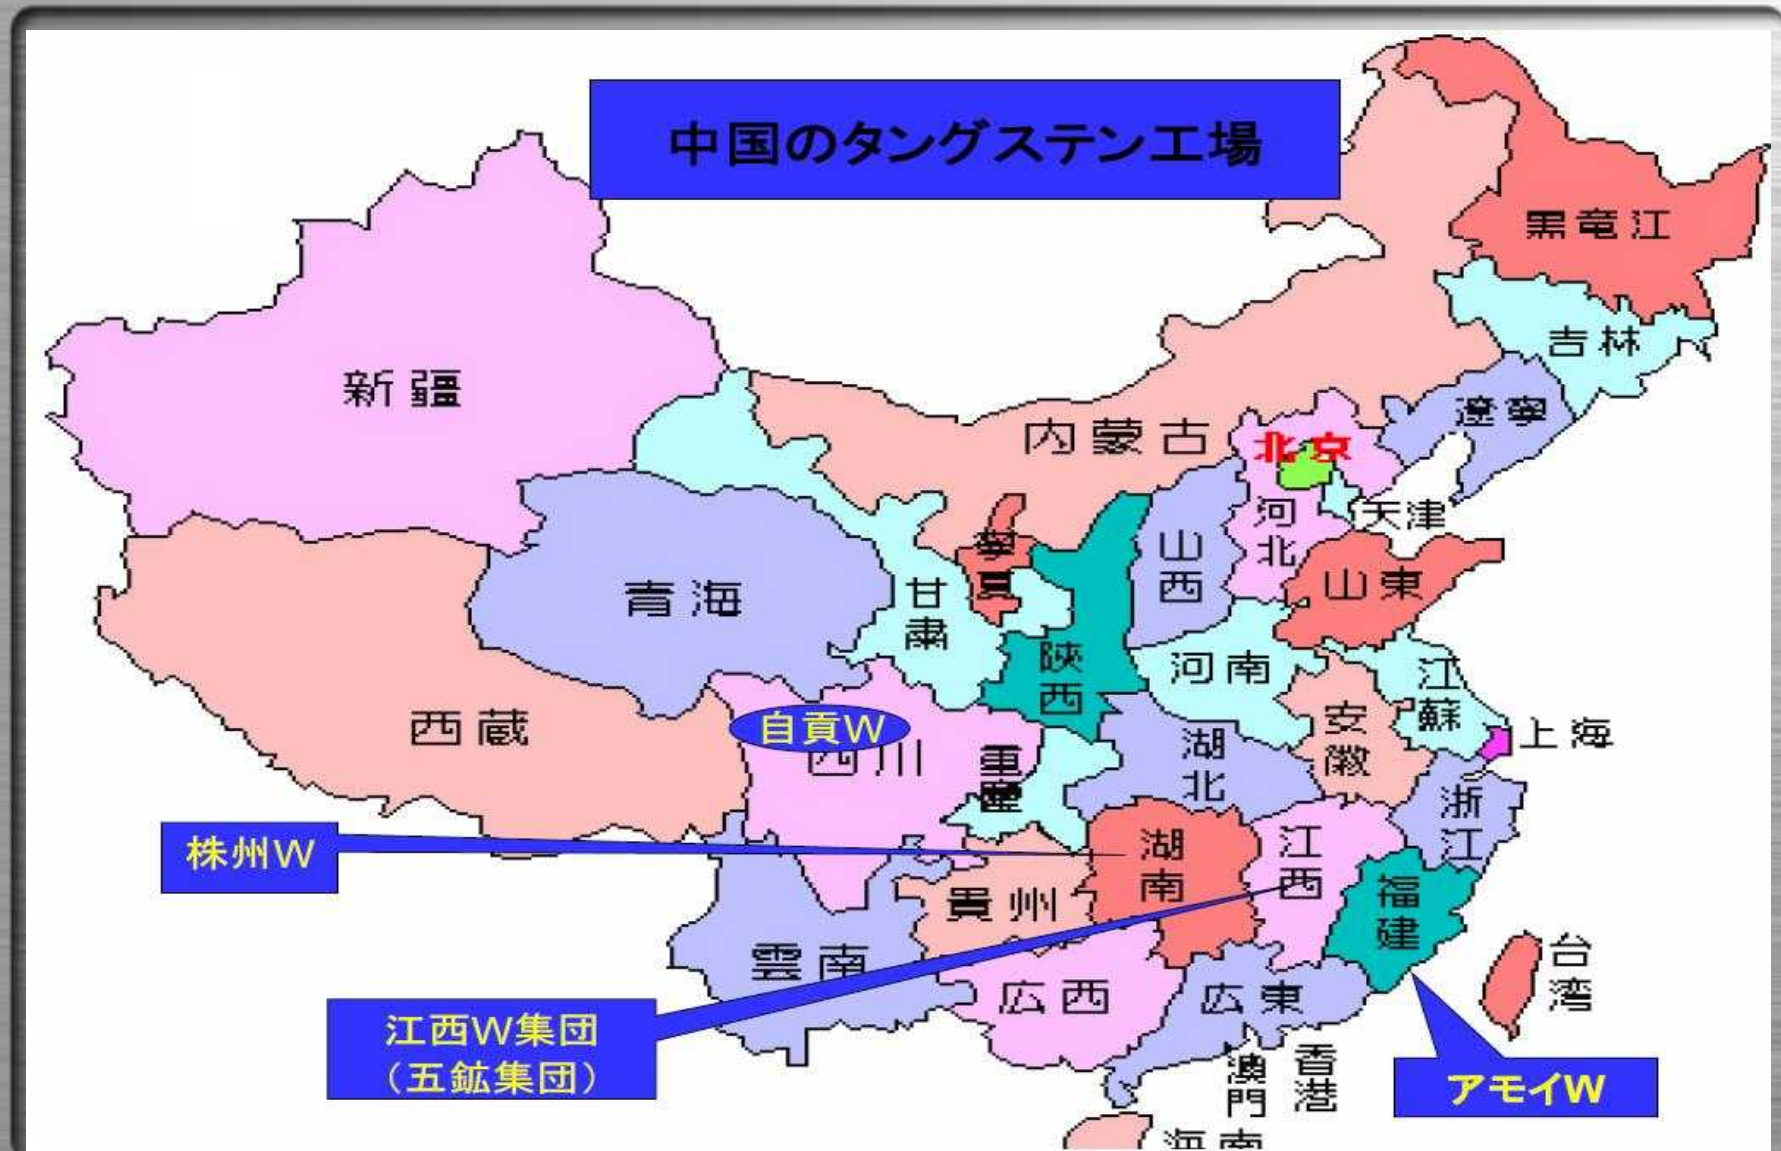 中国のタングステン工場
黒竜江
吉林
遼寧
新疆
内蒙古
北京
天津
河北
山西
山東
寧夏
甘粛
青海
陝西
河南
江蘇
安徽
上海
西蔵
自貢W
四川
重慶
湖北
浙江
株州W
湖南
江西
福建
貴州
雲南
台湾
広西
広東
江西W集団
(五鉱集団)
香港
澳門
アモイW
海南